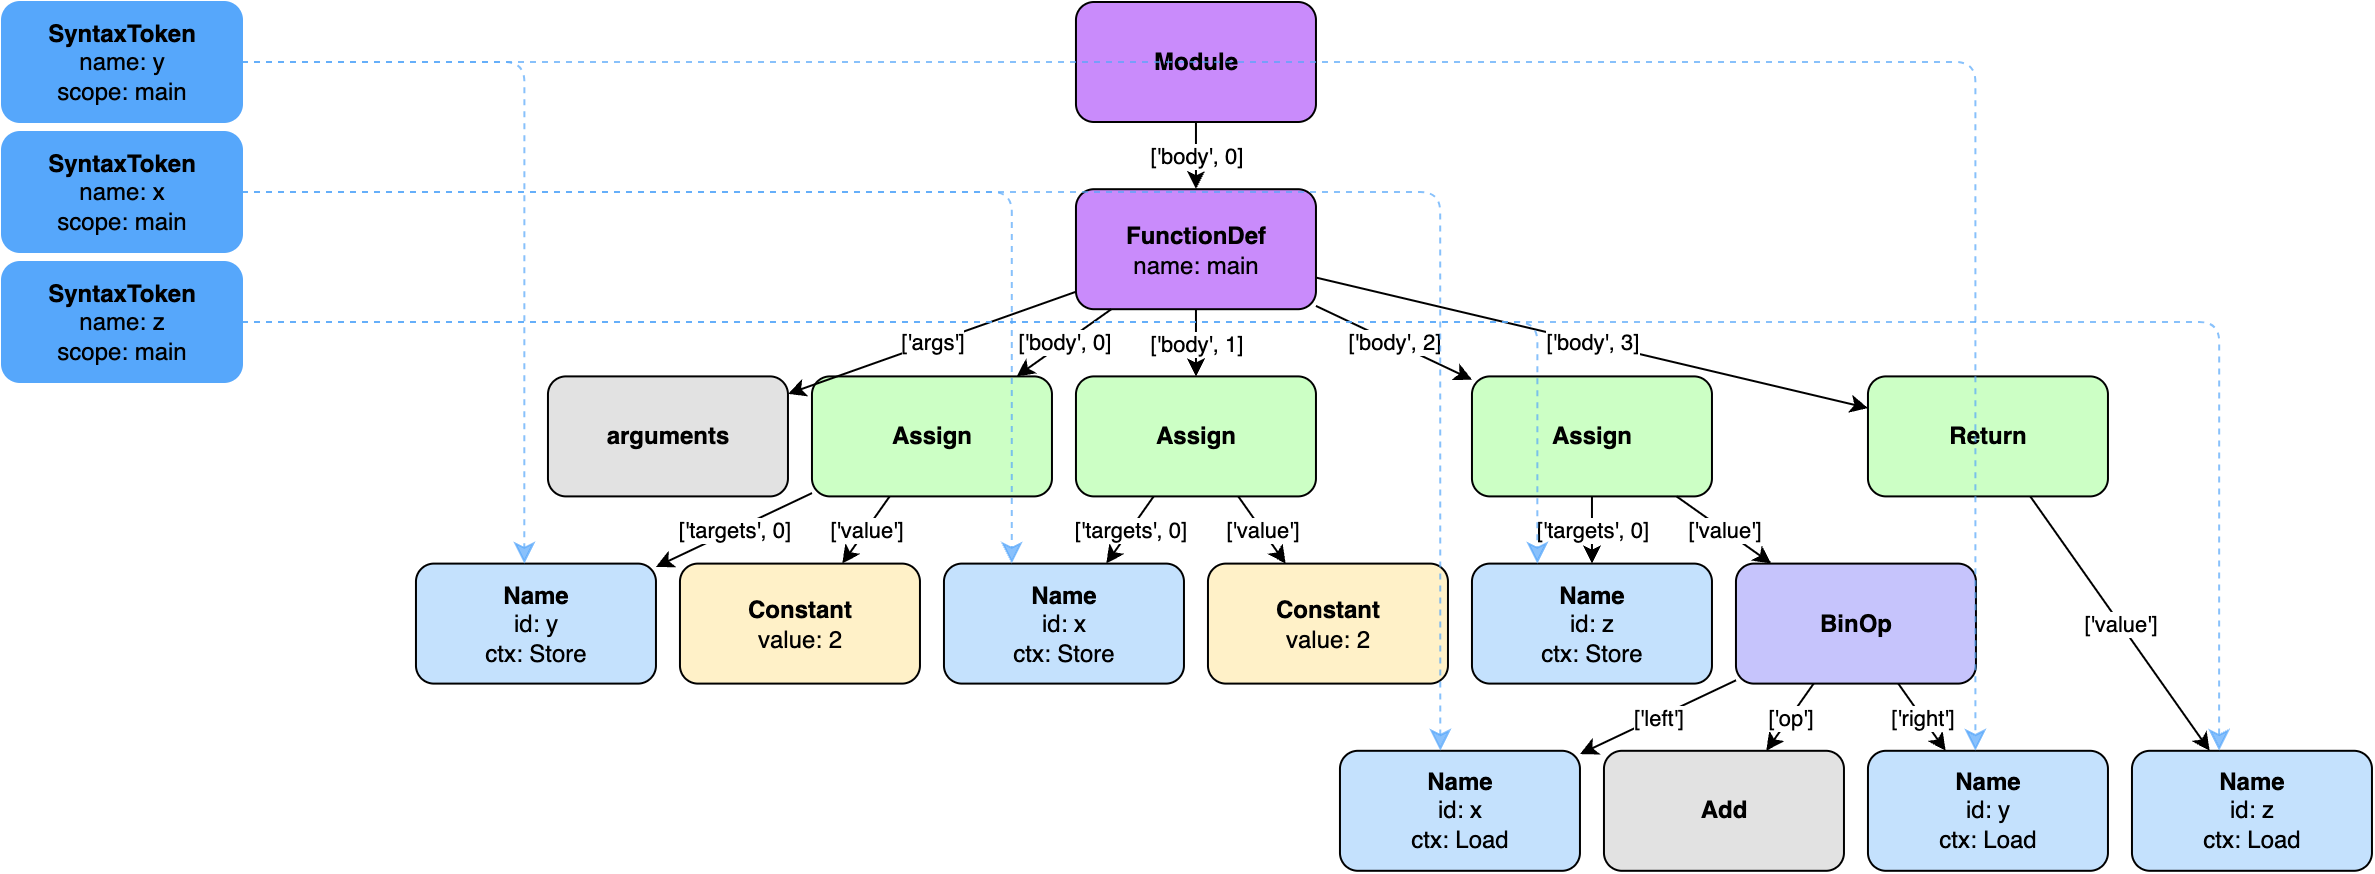 SyntaxToken
name: y
scope: main
SyntaxToken
name: x
scope: main
SyntaxToken
name: z
scope: main
Module
['body', 0]
FunctionDef
name: main
['args']
['body', 0]
['body', 1]
['body', 2]
['body', 3]
arguments
Assign
Assign
Assign
Return
['targets', 0]
['value']
['targets', 0]
['value']
['targets', 0]
['value']
Name
id: y
ctx: Store
Constant
value: 2
Name
id: x
ctx: Store
Constant
value: 2
Name
id: z
ctx: Store
BinOp
['value']
['left']
['op']
['right']
Name
id: x
ctx: Load
Add
Name
id: y
ctx: Load
Name
id: z
ctx: Load